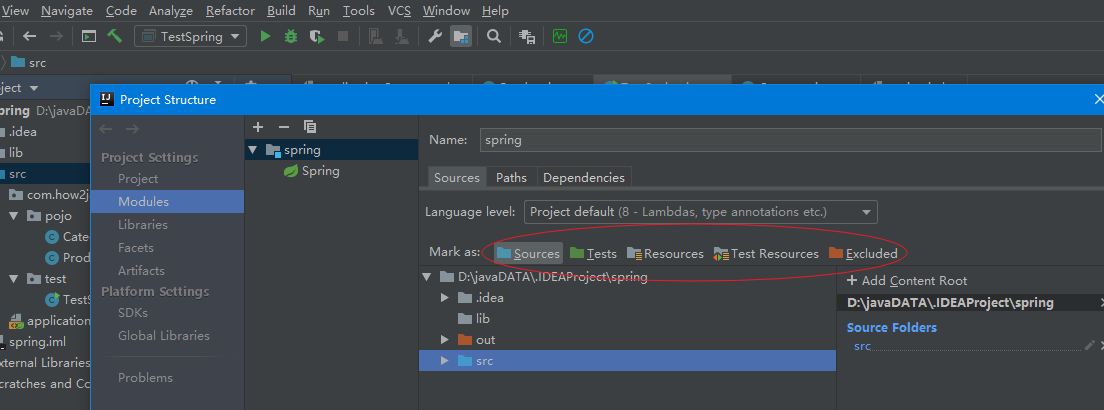 View Navigate Code Analyze Refactor Build Run Tools VCS Window Help
TestSpring
src
Project Structure
Project Settings
Project
Modules
Libraries
Facets
Artifacts
Platform Settings
SDKs
Global Libraries
Problems
spring
Spring
Name: spring
Sources Paths Dependencies
Language level: Project default (8 - Lambdas, type annotations etc.)
Mark as: Sources Tests Resources Test Resources Excluded
D:\javaDATA\.IDEAProject\spring
.idea
lib
out
src
+ Add Content Root
D:\javaDATA\.IDEAProject\spring
Source Folders
src
ject
pring D:\java
.idea
lib
src
com.how2j
pojo
Cate
Prod
test
TestS
application
spring.iml
xternal Libraries
cratches and Co